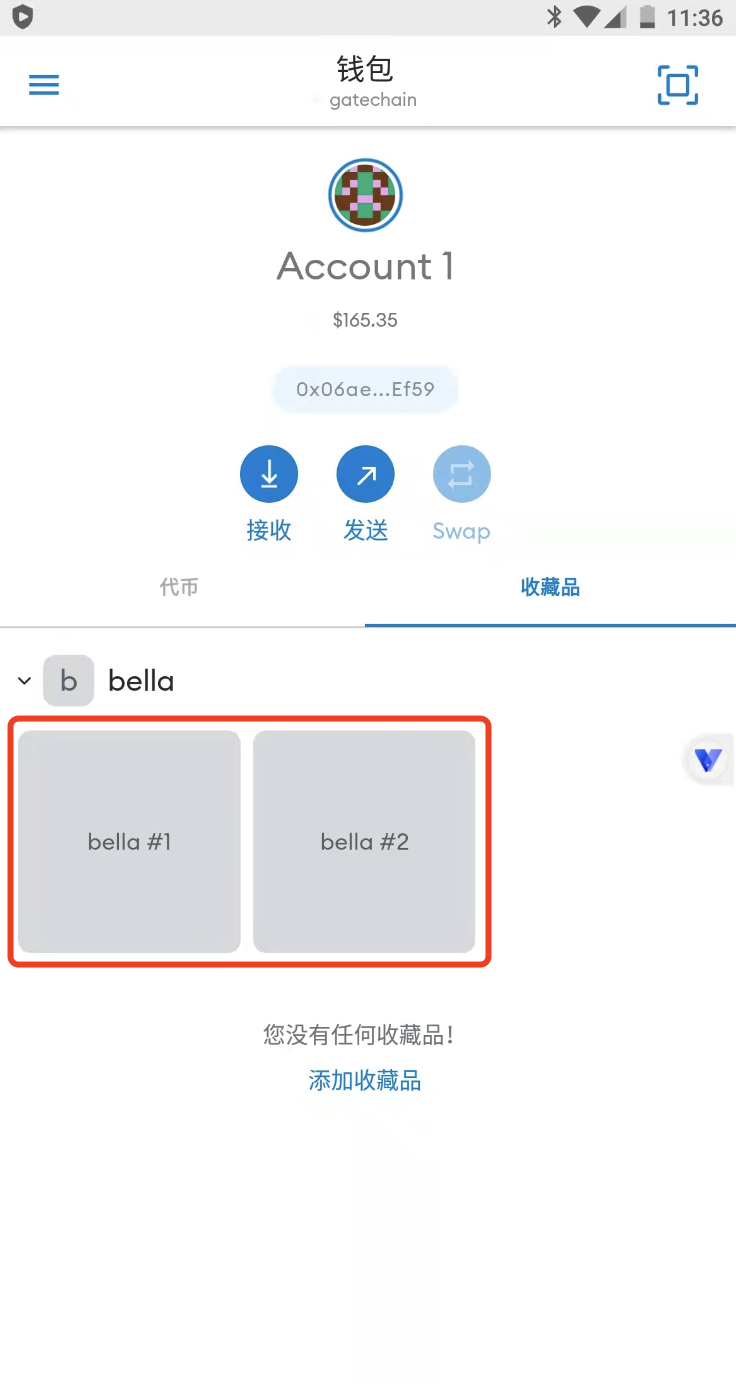 11:36
钱包
gatechain
Account 1
$165.35
0x06ae...Ef59
接收 发送 Swap
代币 收藏品
b bella
bella #1 bella #2
您没有任何收藏品!
添加收藏品